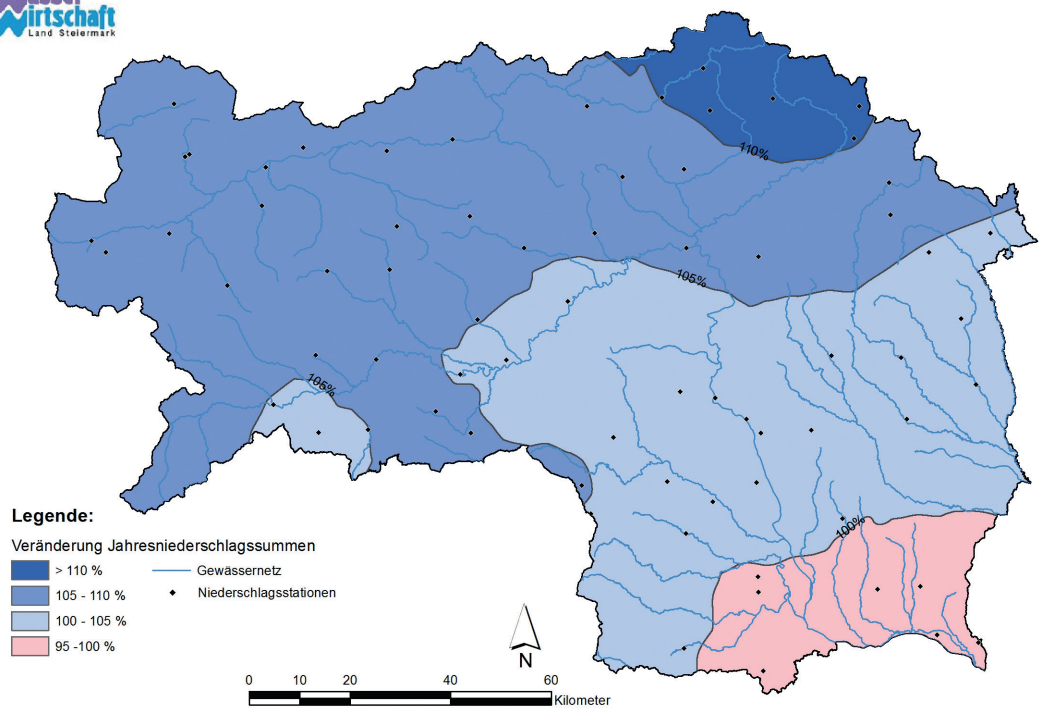 irtschaft
Land Steiermark
110%
105%
105%
100%
Legende:
Veränderung Jahresniederschlagssummen
> 110 %
105 - 110 %
100 - 105 %
95 -100 %
Gewässernetz
Niederschlagsstationen
N
0 10 20 40 60
Kilometer